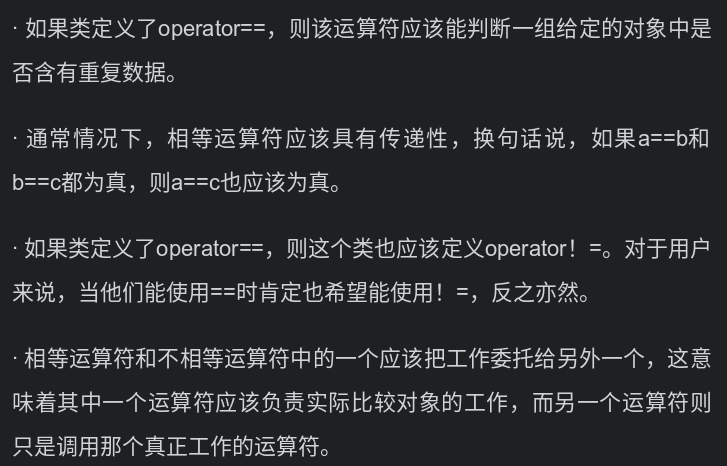 · 如果类定义了operator==，则该运算符应该能判断一组给定的对象中是
否含有重复数据。
· 通常情况下，相等运算符应该具有传递性，换句话说，如果a==b和
b==c都为真，则a==c也应该为真。
· 如果类定义了operator==，则这个类也应该定义operator！=。对于用户
来说，当他们能使用==时肯定也希望能使用！=，反之亦然。
· 相等运算符和不相等运算符中的一个应该把工作委托给另外一个，这意
味着其中一个运算符应该负责实际比较对象的工作，而另一个运算符则
只是调用那个真正工作的运算符。